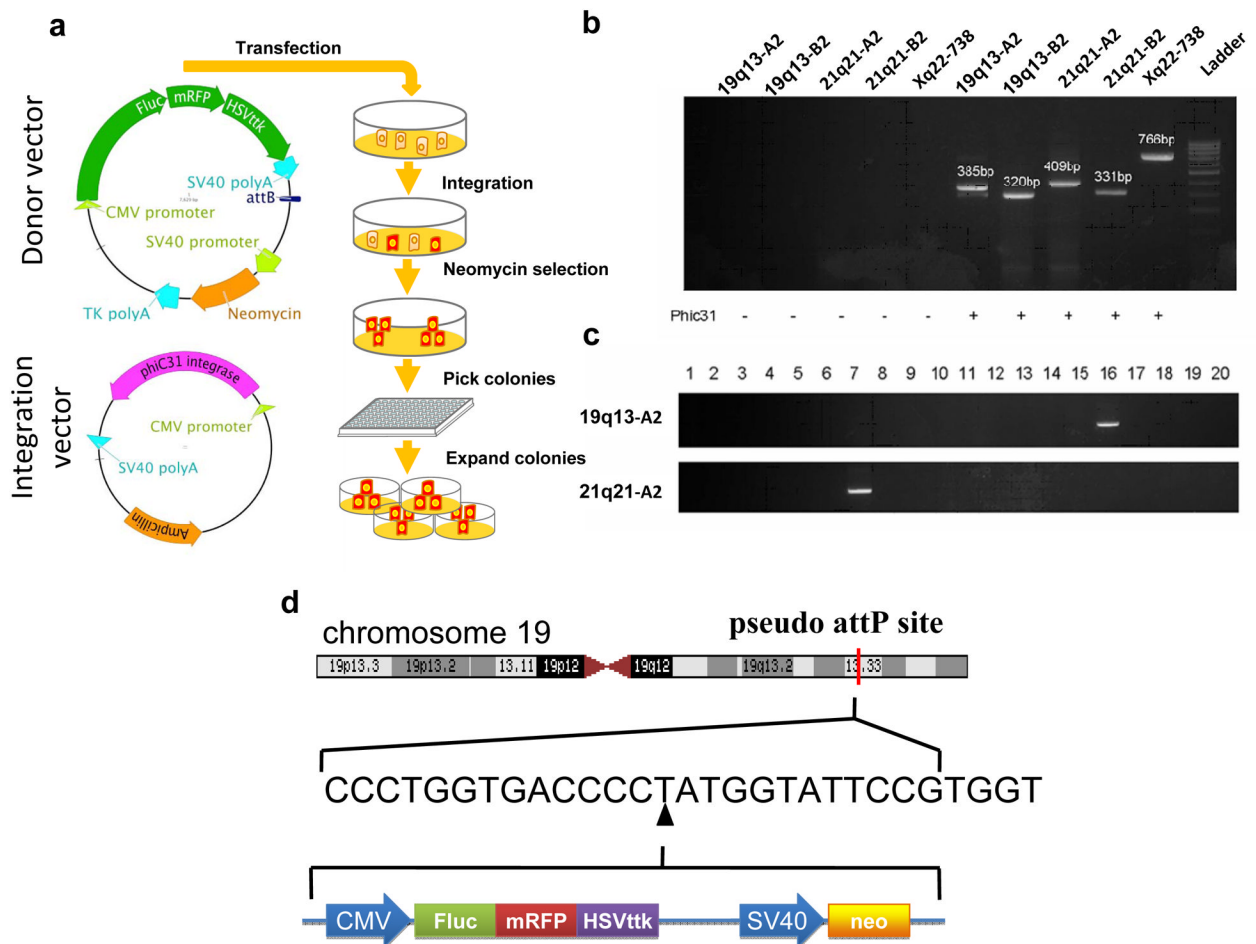 a
Transfection
Donor vector
Fluc
mRFP
HSVttk
SV40 polyA
attB
CMV promoter
SV40 promoter
TK polyA
Neomycin
Integration
Neomycin selection
Pick colonies
Expand colonies
Integration vector
phiC31 integrase
CMV promoter
SV40 polyA
Ampicillin
b
19q13-A2 19q13-B2 21q21-A2 21q21-B2 Xq22-738 19q13-A2 19q13-B2 21q21-A2 21q21-B2 Xq22-738 Ladder
385bp 320bp 409bp 331bp 766bp
Phic31 - - - - - + + + + +
c
1 2 3 4 5 6 7 8 9 10 11 12 13 14 15 16 17 18 19 20
19q13-A2
21q21-A2
d
chromosome 19
pseudo attP site
19p13.3 19p13.2 13.11 19p12 19q12 19q13.2 13.33
CCCTGGTGACCCCTATGGTATTCCGTGGT
CMV Fluc mRFP HSVttk SV40 neo